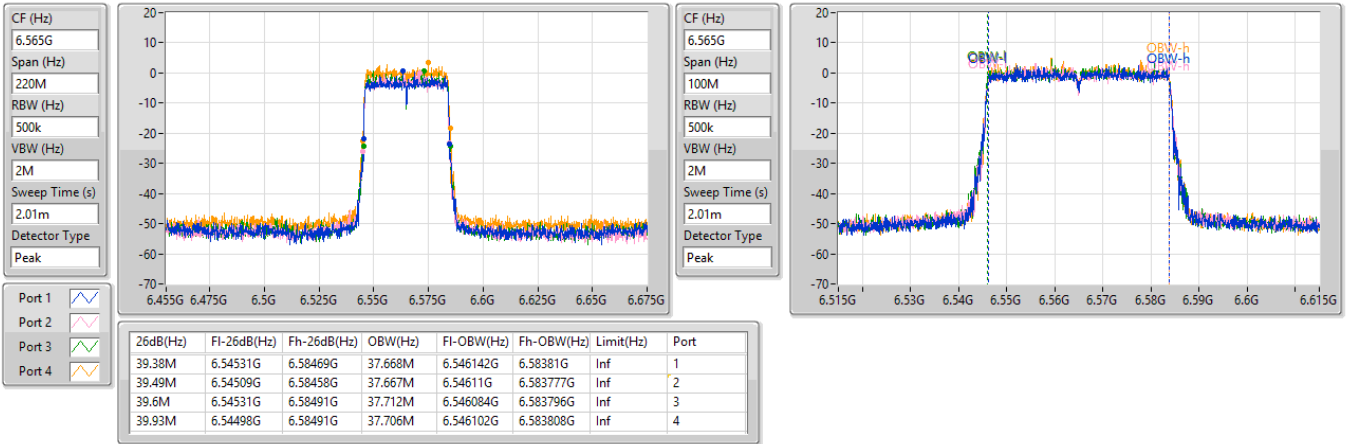 CF (Hz)
6.565G
Span (Hz)
220M
RBW (Hz)
500k
VBW (Hz)
2M
Sweep Time (s)
2.01m
Detector Type
Peak
20
10
0
-10
-20
-30
-40
-50
-60
-70
6.455G 6.475G 6.5G 6.525G 6.55G 6.575G 6.6G 6.625G 6.65G 6.675G
CF (Hz)
6.565G
Span (Hz)
100M
RBW (Hz)
500k
VBW (Hz)
2M
Sweep Time (s)
2.01m
Detector Type
Peak
20
10
0
-10
-20
-30
-40
-50
-60
-70
OBW-l
OBW-h
OBW-h
OBW-h
6.515G 6.53G 6.54G 6.55G 6.56G 6.57G 6.58G 6.59G 6.6G 6.615G
Port 1
Port 2
Port 3
Port 4
26dB(Hz) Fl-26dB(Hz) Fh-26dB(Hz) OBW(Hz) Fl-OBW(Hz) Fh-OBW(Hz) Limit(Hz) Port
39.38M 6.54531G 6.58469G 37.668M 6.546142G 6.58381G Inf 1
39.49M 6.54509G 6.58458G 37.667M 6.54611G 6.583777G Inf 2
39.6M 6.54531G 6.58491G 37.712M 6.546084G 6.583796G Inf 3
39.93M 6.54498G 6.58491G 37.706M 6.546102G 6.583808G Inf 4